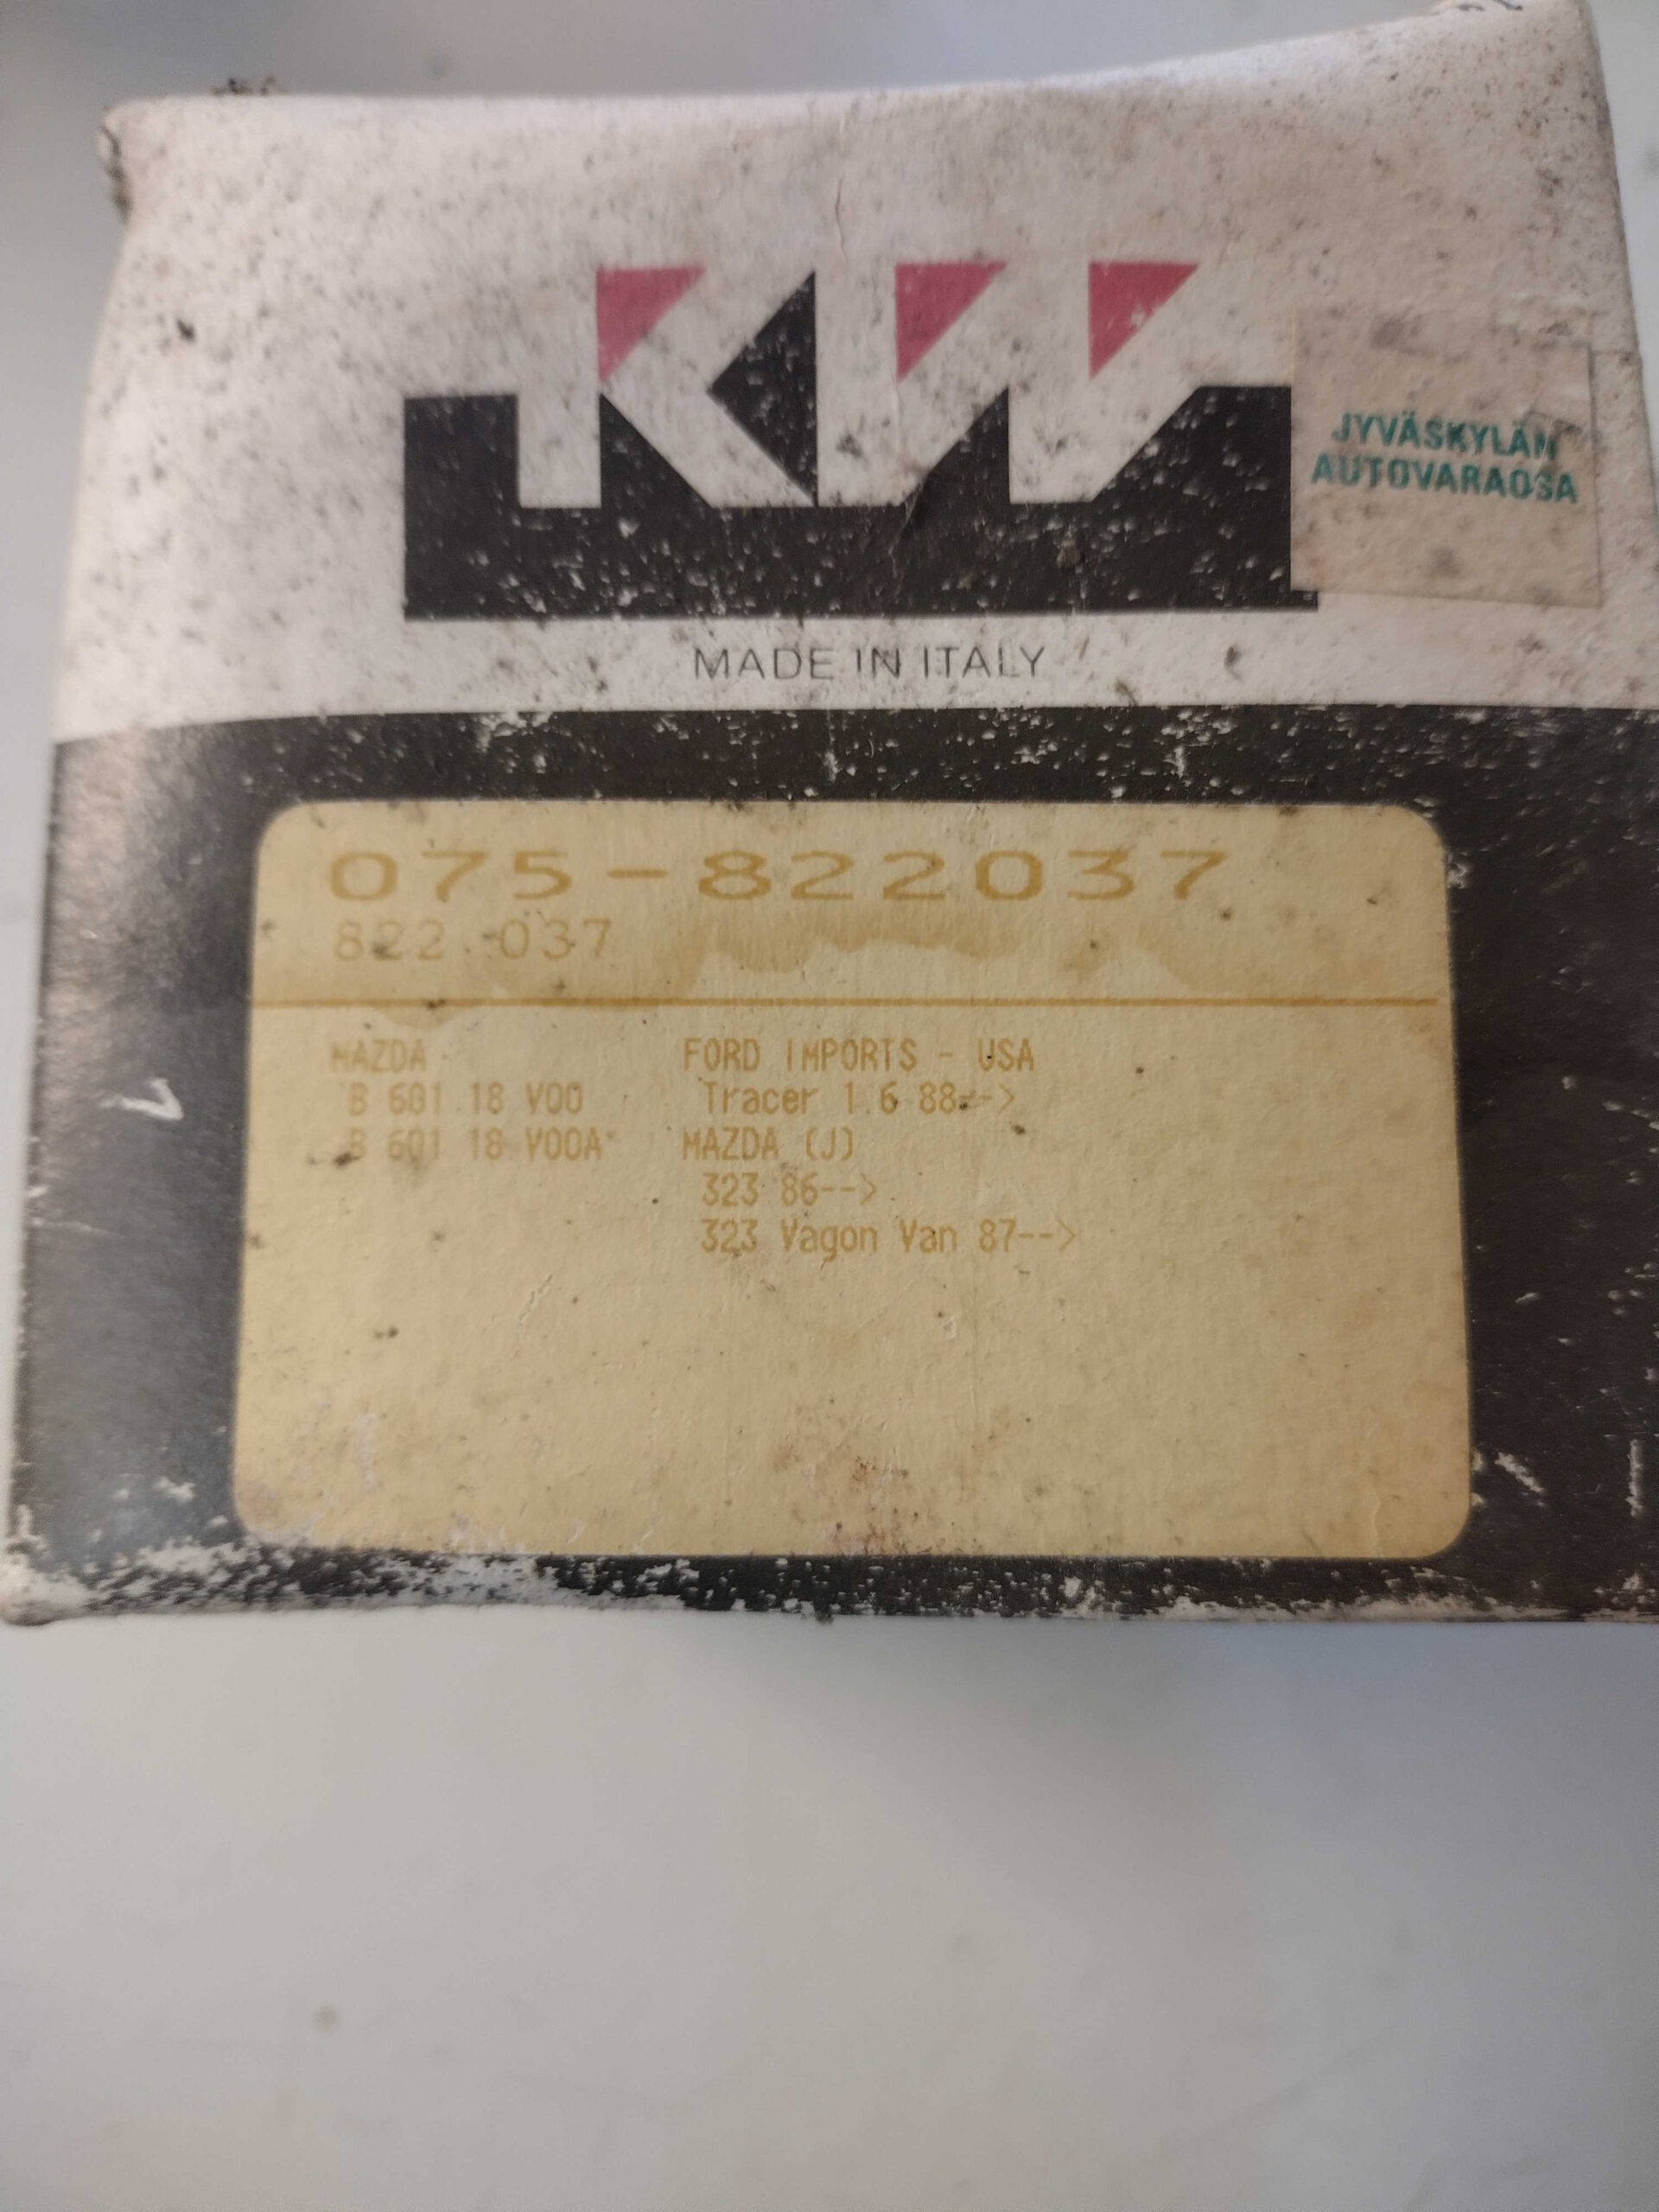 KW
JYVÄSKYLÄN
AUTOVARAOSA
MADE IN ITALY
075-822037
822 037
MAZDA
B 601 18 V00
B 601 18 V00A
FORD IMPORTS - USA
Tracer 1.6 88-->
MAZDA (J)
323 86-->
323 Vagon Van 87-->